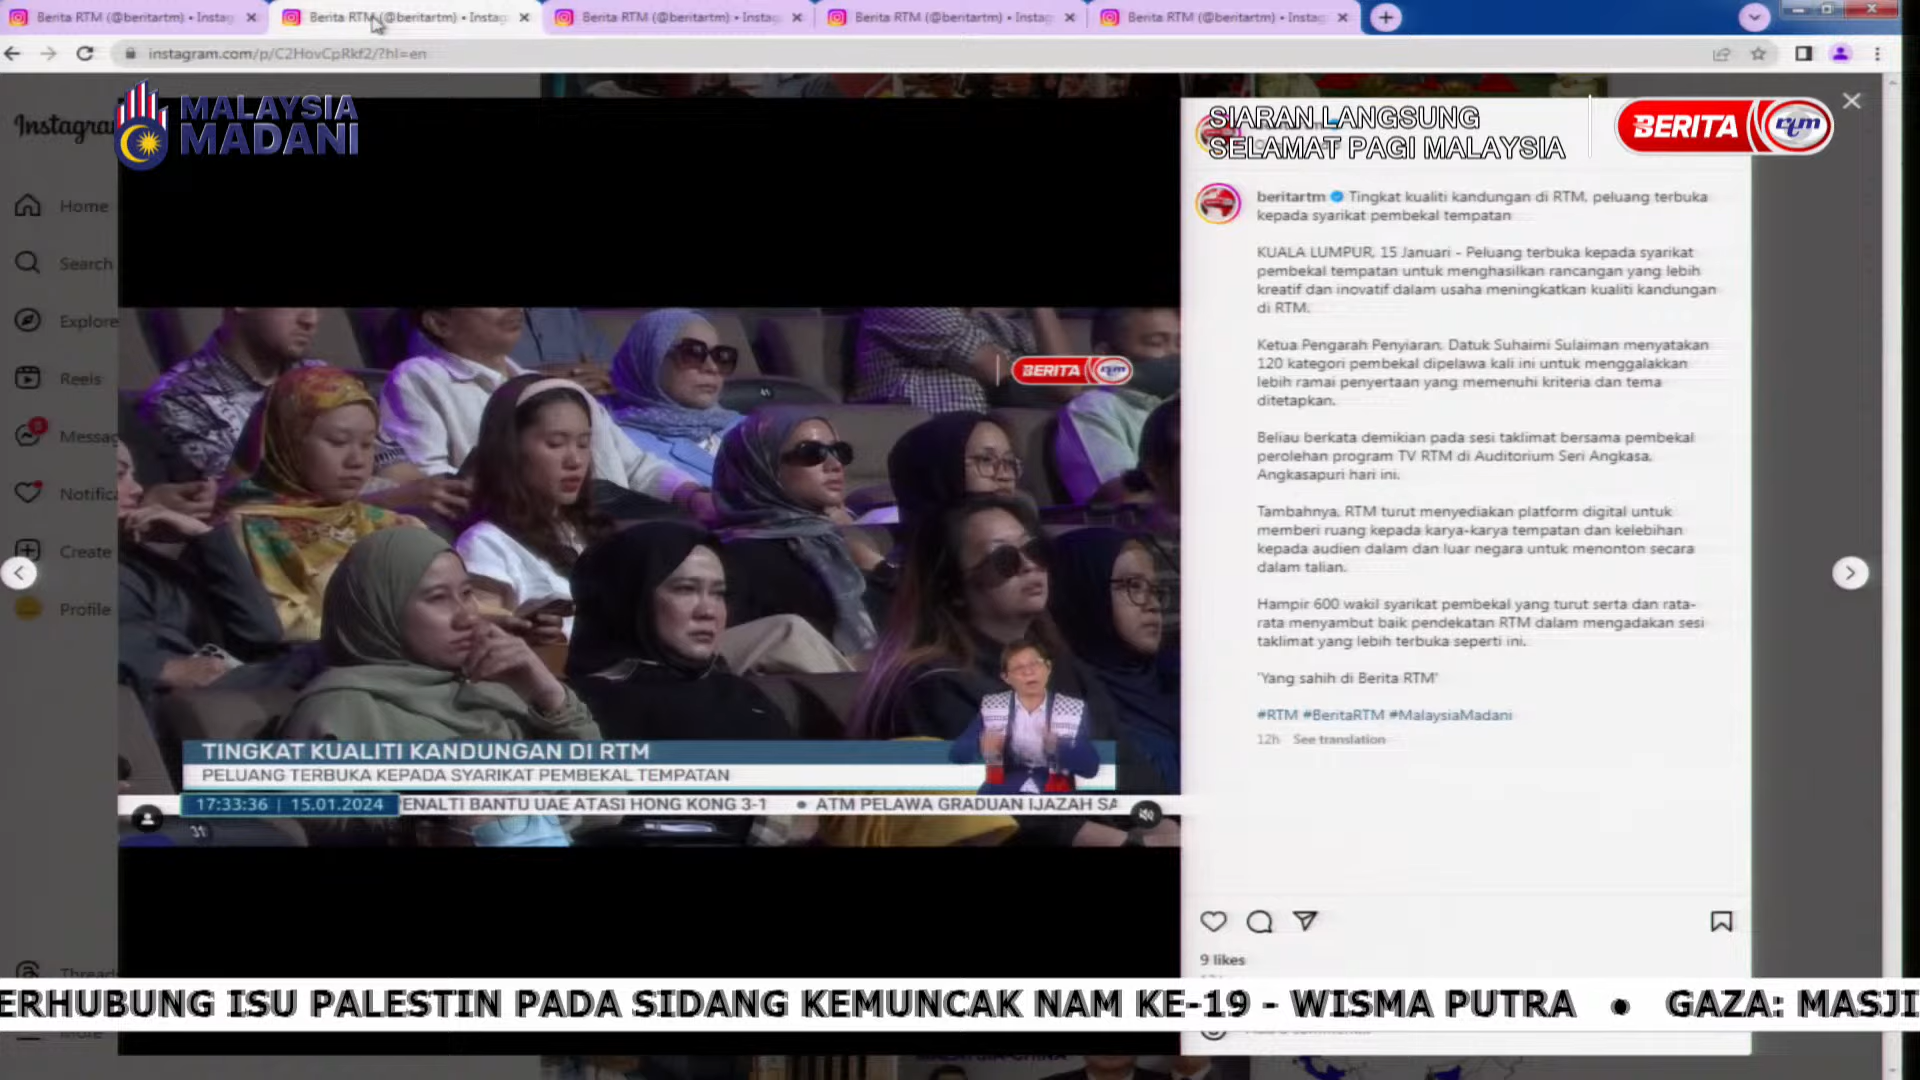 Berita RTM (@beritartm) • Instag
Berita RTM (@beritartm) • Instag
Berita RTM (@beritartm) • Instag
Berita RTM (@beritartm) • Instag
Berita RTM (@beritartm) • Instag
instagram.com/p/C2HovCpRkf2/?hl=en
Instagra
MALAYSIA
MADANI
SIARAN LANGSUNG
SELAMAT PAGI MALAYSIA
BERITA rtm
Home
Search
Explore
Reels
Messag
Notifica
Create
Profile
Thread
More
beritartm Tingkat kualiti kandungan di RTM, peluang terbuka
kepada syarikat pembekal tempatan
KUALA LUMPUR, 15 Januari - Peluang terbuka kepada syarikat
pembekal tempatan untuk menghasilkan rancangan yang lebih
kreatif dan inovatif dalam usaha meningkatkan kualiti kandungan
di RTM.
Ketua Pengarah Penyiaran, Datuk Suhaimi Sulaiman menyatakan
120 kategori pembekal dipelawa kali ini untuk menggalakkan
lebih ramai penyertaan yang memenuhi kriteria dan tema
ditetapkan.
Beliau berkata demikian pada sesi taklimat bersama pembekal
perolehan program TV RTM di Auditorium Seri Angkasa,
Angkasapuri hari ini.
Tambahnya, RTM turut menyediakan platform digital untuk
memberi ruang kepada karya-karya tempatan dan kelebihan
kepada audien dalam dan luar negara untuk menonton secara
dalam talian.
Hampir 600 wakil syarikat pembekal yang turut serta dan rata-
rata menyambut baik pendekatan RTM dalam mengadakan sesi
taklimat yang lebih terbuka seperti ini.
'Yang sahih di Berita RTM'
#RTM #BeritaRTM #MalaysiaMadani
12h See translation
BERITA rtm
TINGKAT KUALITI KANDUNGAN DI RTM
PELUANG TERBUKA KEPADA SYARIKAT PEMBEKAL TEMPATAN
17:33:36 | 15.01.2024 PENALTI BANTU UAE ATASI HONG KONG 3-1 • ATM PELAWA GRADUAN IJAZAH SA
31
9 likes
ERHUBUNG ISU PALESTIN PADA SIDANG KEMUNCAK NAM KE-19 - WISMA PUTRA • GAZA: MASJI